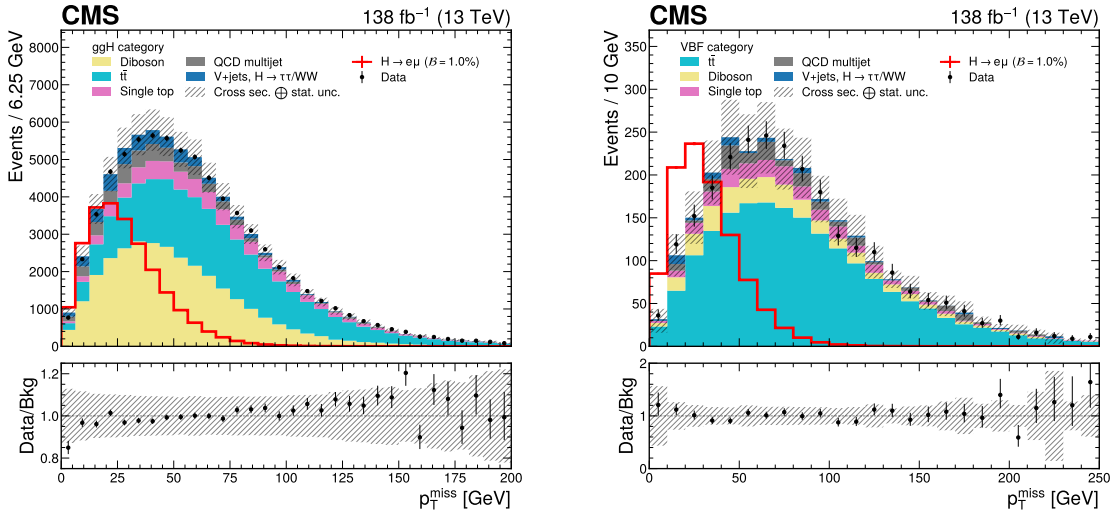 CMS 138 fb⁻¹ (13 TeV)
Events / 6.25 GeV
8000
7000
6000
5000
4000
3000
2000
1000
0
ggH category
Diboson
tt̄
Single top
QCD multijet
V+jets, H → ττ/WW
Cross sec. ⊕ stat. unc.
H → eμ (ℬ = 1.0%)
Data
Data/Bkg
1.2
1.0
0.8
0 25 50 75 100 125 150 175 200
p_T^miss [GeV]
CMS 138 fb⁻¹ (13 TeV)
Events / 10 GeV
350
300
250
200
150
100
50
0
VBF category
tt̄
Diboson
Single top
QCD multijet
V+jets, H → ττ/WW
Cross sec. ⊕ stat. unc.
H → eμ (ℬ = 1.0%)
Data
Data/Bkg
2
1
0
0 50 100 150 200 250
p_T^miss [GeV]